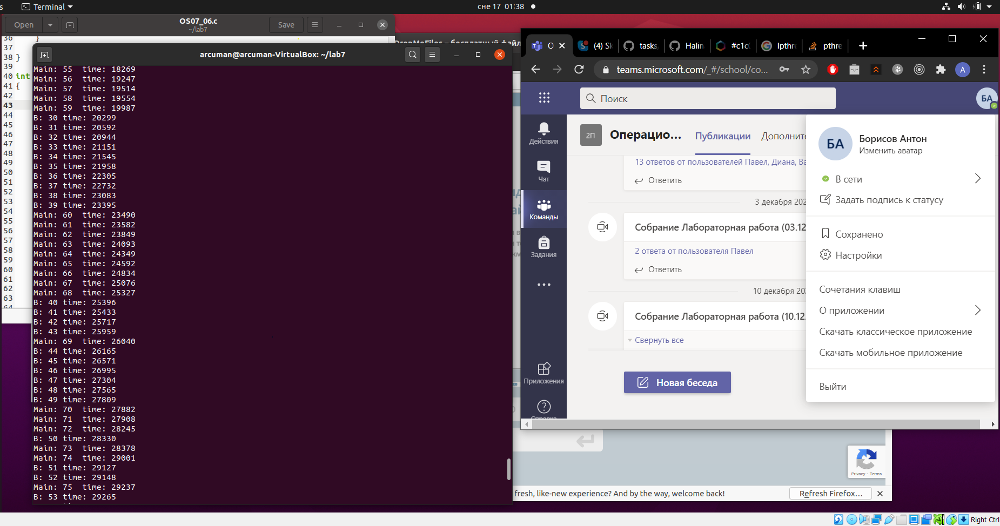 s
Terminal
сне 17 01:38
Open
OS07_06.c
~/lab7
Save
36 }
37
38 }
39
40 int
41 {
42
43
44
45
46
47
48
49
50
51
52
53
54
55
56
57
58
59
60
61
62
63
64
arcuman@arcuman-VirtualBox: ~/lab7
Main: 55 time: 18269
Main: 56 time: 19247
Main: 57 time: 19514
Main: 58 time: 19554
Main: 59 time: 19987
B: 30 time: 20299
B: 31 time: 20592
B: 32 time: 20944
B: 33 time: 21151
B: 34 time: 21545
B: 35 time: 21958
B: 36 time: 22305
B: 37 time: 22732
B: 38 time: 23083
B: 39 time: 23395
Main: 60 time: 23490
Main: 61 time: 23582
Main: 62 time: 23849
Main: 63 time: 24093
Main: 64 time: 24349
Main: 65 time: 24592
Main: 66 time: 24834
Main: 67 time: 25076
Main: 68 time: 25327
B: 40 time: 25396
B: 41 time: 25433
B: 42 time: 25717
B: 43 time: 25959
Main: 69 time: 26040
B: 44 time: 26165
B: 45 time: 26571
B: 46 time: 26995
B: 47 time: 27304
B: 48 time: 27565
B: 49 time: 27809
Main: 70 time: 27882
Main: 71 time: 27908
Main: 72 time: 28245
B: 50 time: 28330
Main: 73 time: 28378
Main: 74 time: 29001
B: 51 time: 29127
B: 52 time: 29148
Main: 75 time: 29237
B: 53 time: 29265
DropMeFiles – бесплатный файл
O
(4) Sk
tasks,
Halin
#c1c(
lpthre
pthre
teams.microsoft.com/_#/school/co...
A
Поиск
БА
Действия
Чат
Команды
Задания
Приложения
Справка
2П
Операцио...
Публикации
Дополните
13 ответов от пользователей Павел, Диана, Ва
Ответить
3 декабря 202
Собрание Лабораторная работа (03.12
2 ответа от пользователя Павел
Ответить
10 декабря 20
Собрание Лабораторная работа (10.12.
Свернуть все
Новая беседа
БА
Борисов Антон
Изменить аватар
В сети
Задать подпись к статусу
Сохранено
Настройки
Сочетания клавиш
О приложении
Скачать классическое приложение
Скачать мобильное приложение
Выйти
Privacy - Terms
fresh, like-new experience? And by the way, welcome back!
Refresh Firefox…
Right Ctrl